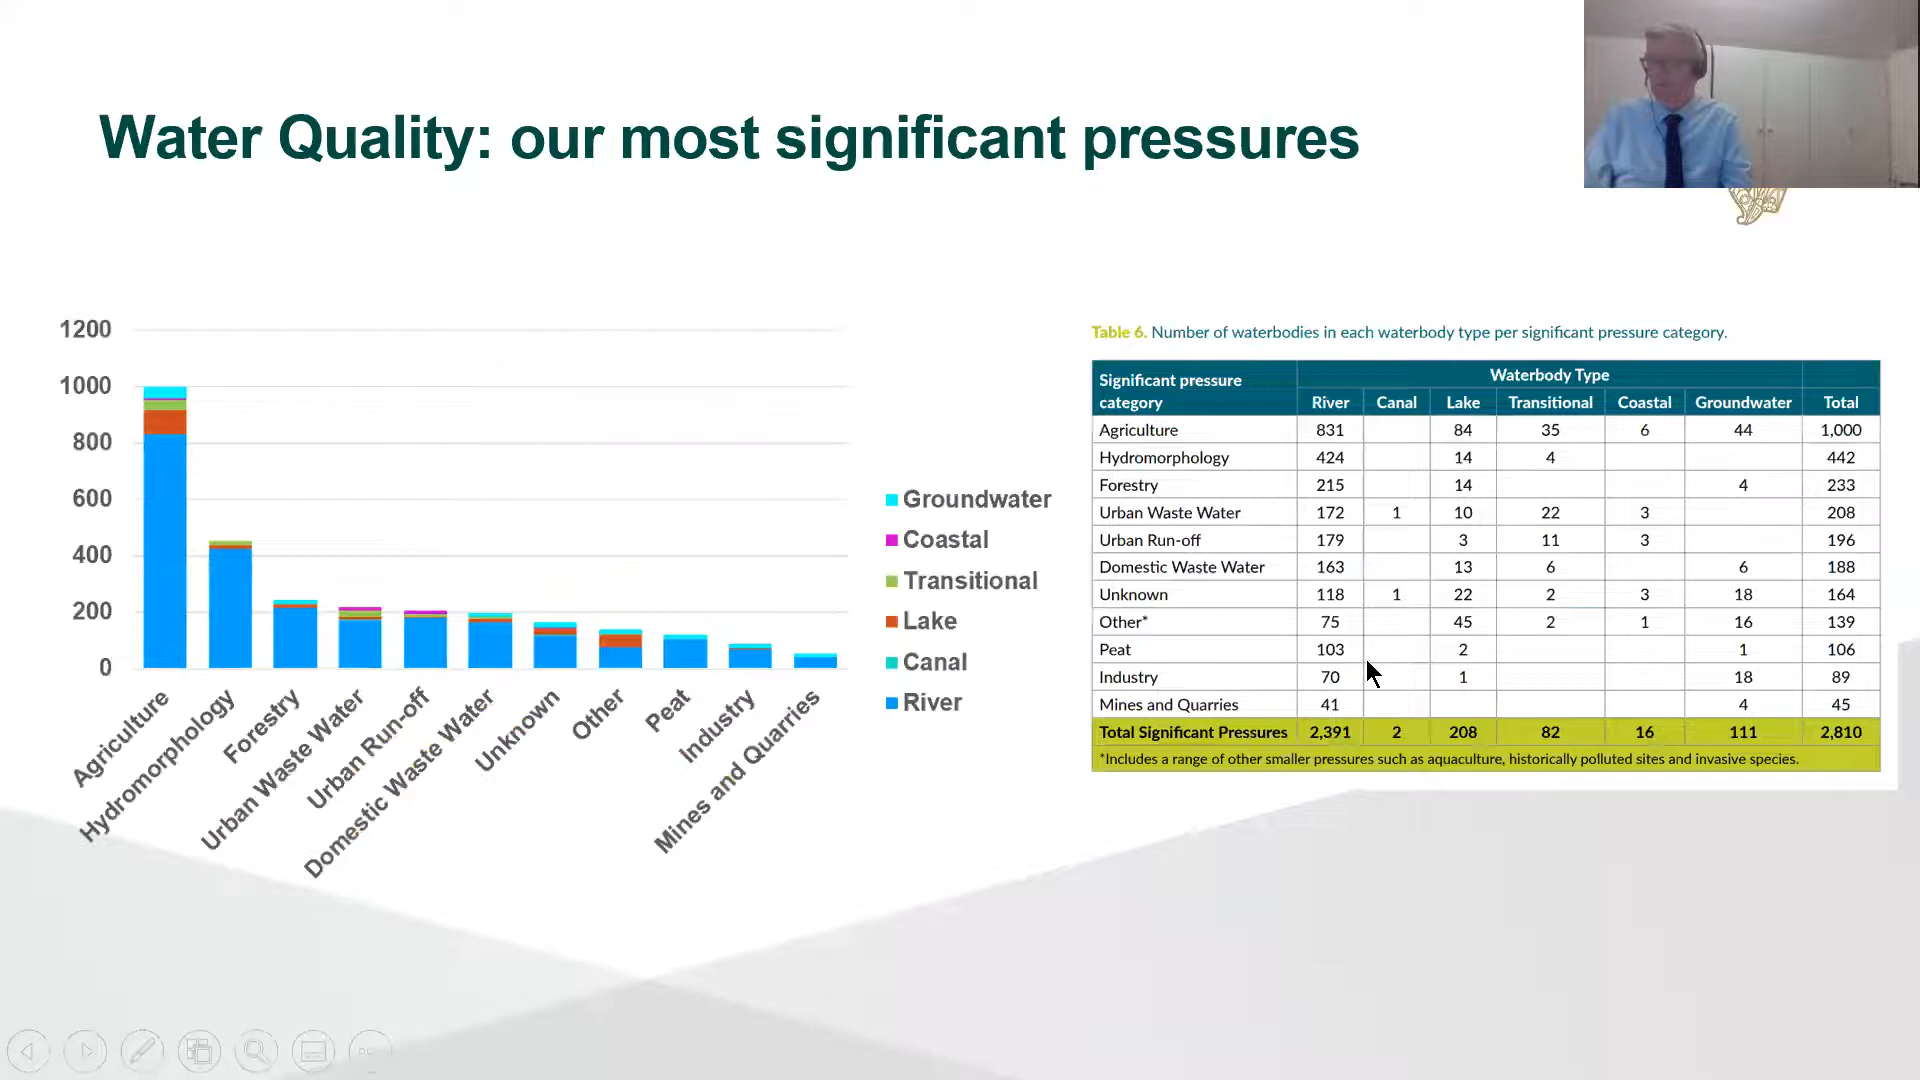 Water Quality: our most significant pressures
1200
1000
800
600
400
200
0
Agriculture
Hydromorphology
Forestry
Urban Waste Water
Urban Run-off
Domestic Waste Water
Unknown
Other
Peat
Industry
Mines and Quarries
Groundwater
Coastal
Transitional
Lake
Canal
River
Table 6. Number of waterbodies in each waterbody type per significant pressure category.
Significant pressure category Waterbody Type
River Canal Lake Transitional Coastal Groundwater Total
Agriculture 831 84 35 6 44 1,000
Hydromorphology 424 14 4 442
Forestry 215 14 4 233
Urban Waste Water 172 1 10 22 3 208
Urban Run-off 179 3 11 3 196
Domestic Waste Water 163 13 6 6 188
Unknown 118 1 22 2 3 18 164
Other* 75 45 2 1 16 139
Peat 103 2 1 106
Industry 70 1 18 89
Mines and Quarries 41 4 45
Total Significant Pressures 2,391 2 208 82 16 111 2,810
*Includes a range of other smaller pressures such as aquaculture, historically polluted sites and invasive species.